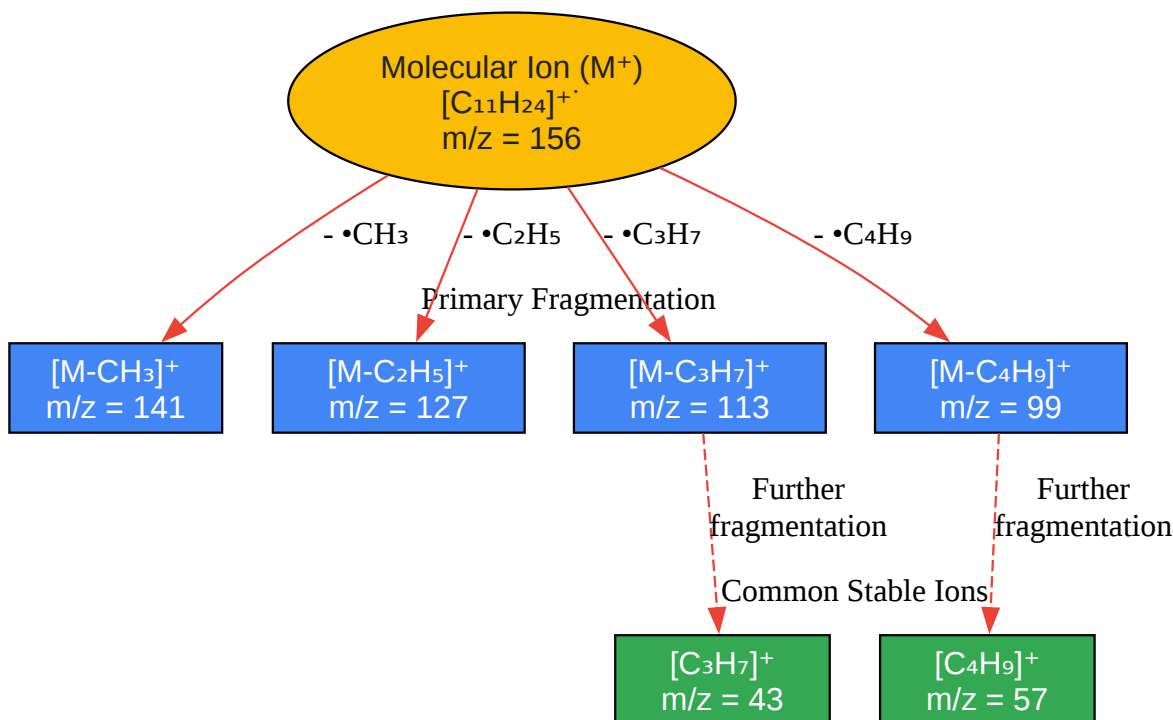 Molecular Ion (M⁺)
[C₁₁H₂₄]⁺˙
m/z = 156
- •CH₃
- •C₂H₅
- •C₃H₇
- •C₄H₉
Primary Fragmentation
[M-CH₃]⁺
m/z = 141
[M-C₂H₅]⁺
m/z = 127
[M-C₃H₇]⁺
m/z = 113
[M-C₄H₉]⁺
m/z = 99
Further
fragmentation
Further
fragmentation
Common Stable Ions
[C₃H₇]⁺
m/z = 43
[C₄H₉]⁺
m/z = 57